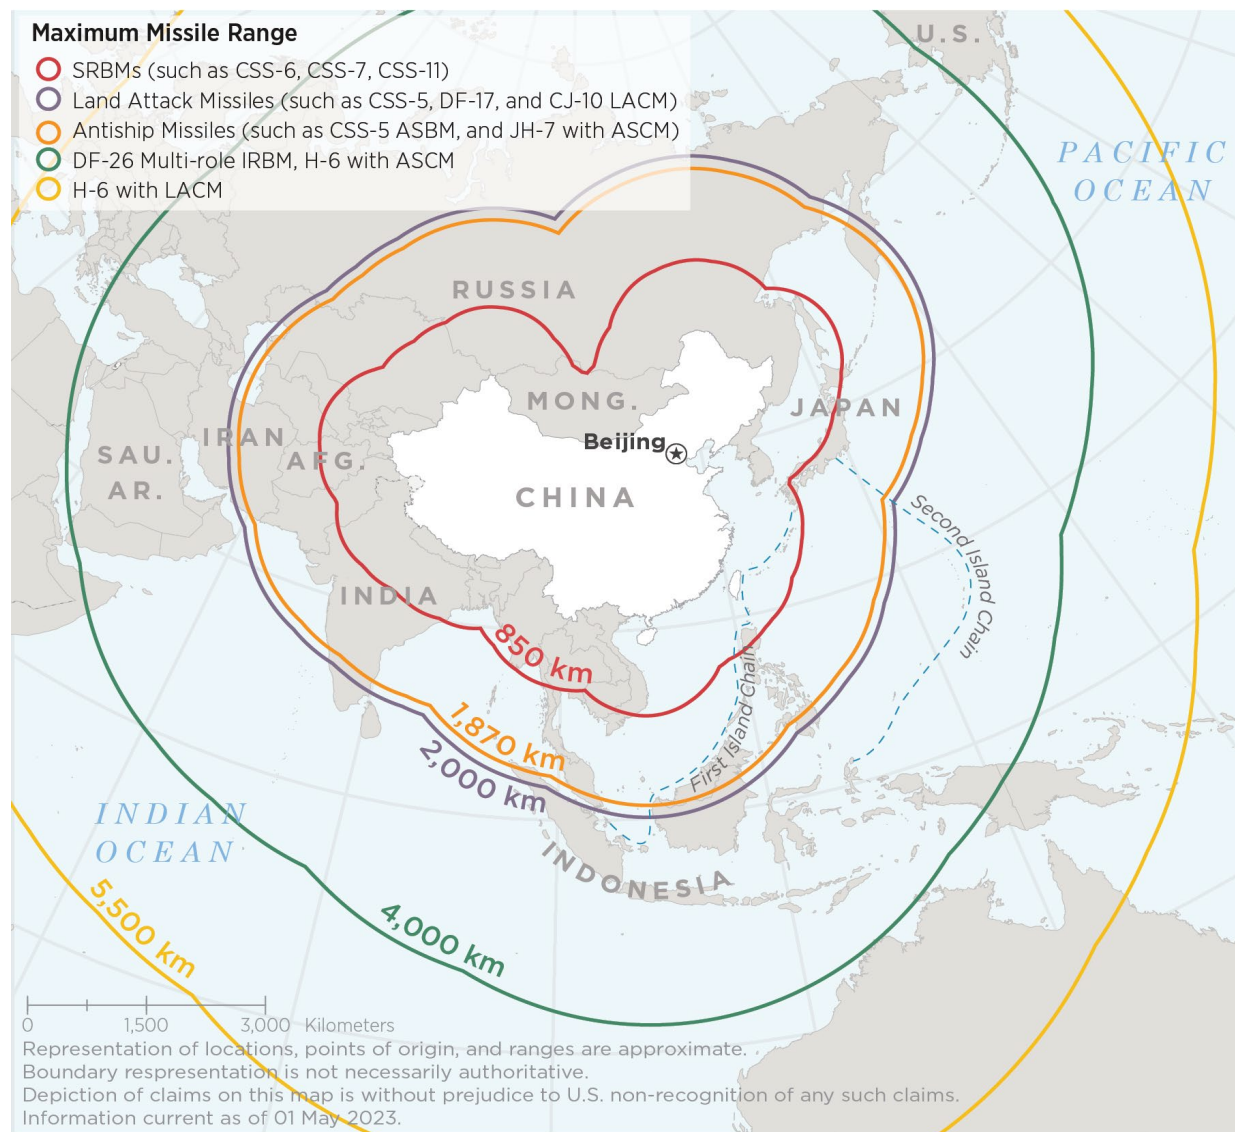 Maximum Missile Range
SRBMs (such as CSS-6, CSS-7, CSS-11)
Land Attack Missiles (such as CSS-5, DF-17, and CJ-10 LACM)
Antiship Missiles (such as CSS-5 ASBM, and JH-7 with ASCM)
DF-26 Multi-role IRBM, H-6 with ASCM
H-6 with LACM
U.S.
PACIFIC
OCEAN
RUSSIA
MONG.
JAPAN
IRAN
AFG.
Beijing
SAU.
AR.
CHINA
Second Island Chain
INDIA
850 km
First Island Chain
1,870 km
2,000 km
INDIAN
OCEAN
INDONESIA
5,500 km
4,000 km
0 1,500 3,000 Kilometers
Representation of locations, points of origin, and ranges are approximate.
Boundary respresentation is not necessarily authoritative.
Depiction of claims on this map is without prejudice to U.S. non-recognition of any such claims.
Information current as of 01 May 2023.